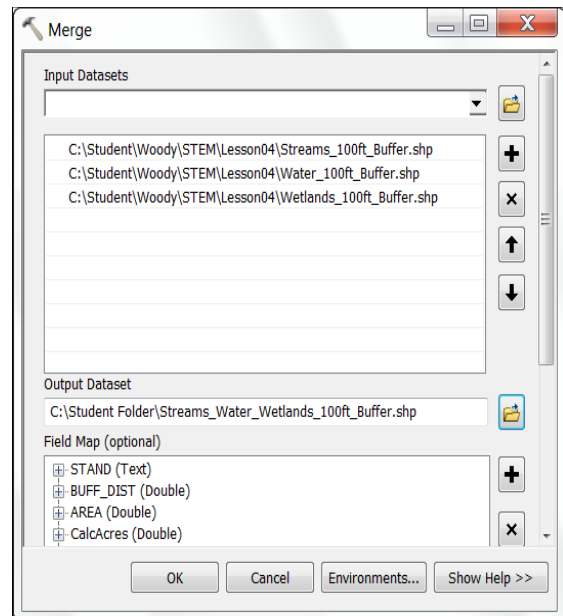 Merge
Input Datasets
C:\Student\Woody\STEM\Lesson04\Streams_100ft_Buffer.shp
C:\Student\Woody\STEM\Lesson04\Water_100ft_Buffer.shp
C:\Student\Woody\STEM\Lesson04\Wetlands_100ft_Buffer.shp
Output Dataset
C:\Student Folder\Streams_Water_Wetlands_100ft_Buffer.shp
Field Map (optional)
STAND (Text)
BUFF_DIST (Double)
AREA (Double)
CalcAcres (Double)
OK Cancel Environments... Show Help >>